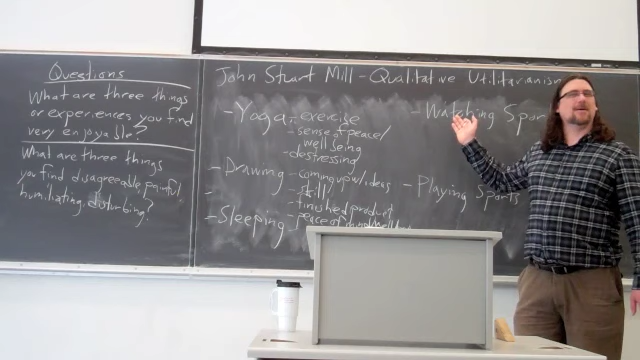 Questions
What are three things
or experiences you find
very enjoyable?
What are three things
you find disagreeable, painful,
humiliating, disturbing?
John Stuart Mill - Qualitative Utilitarianism
- Yoga - exercise
- sense of peace/
well being
- destressing
- Drawing - coming up w/ideas
- skill
- finished product
- Sleeping - peace of
- Watching
- Playing Sports